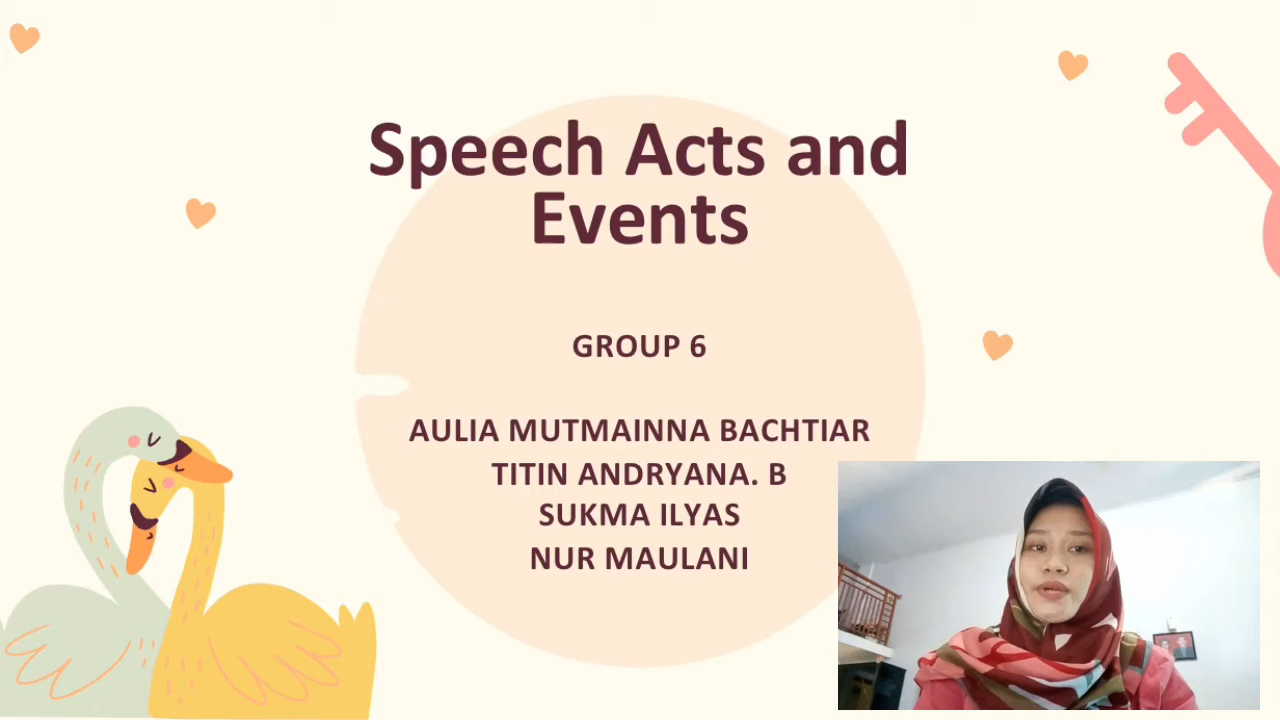 Speech Acts and
Events
GROUP 6
AULIA MUTMAINNA BACHTIAR
TITIN ANDRYANA. B
SUKMA ILYAS
NUR MAULANI